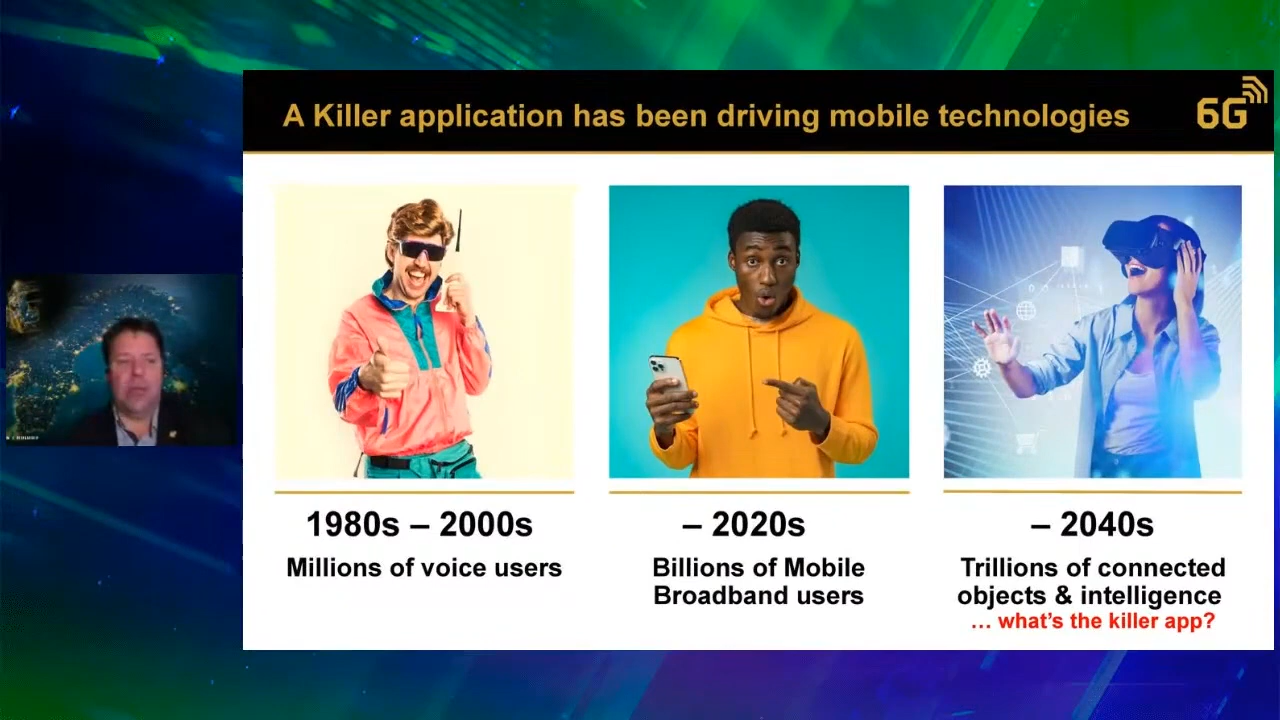 A Killer application has been driving mobile technologies
6G
1980s – 2000s
Millions of voice users
– 2020s
Billions of Mobile
Broadband users
– 2040s
Trillions of connected
objects & intelligence
... what's the killer app?